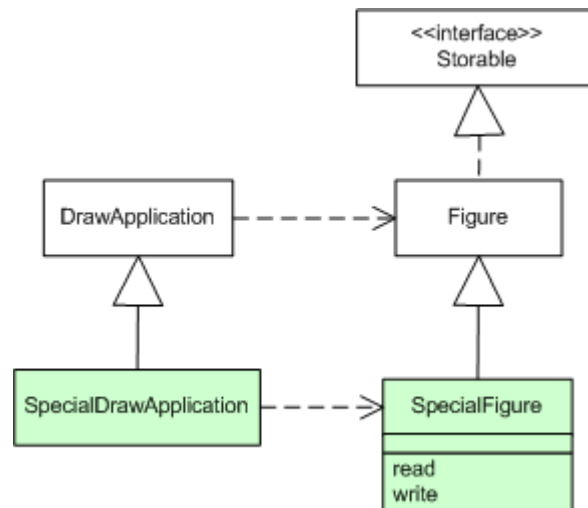 <<interface>>
Storable
DrawApplication
Figure
SpecialDrawApplication
SpecialFigure
read
write